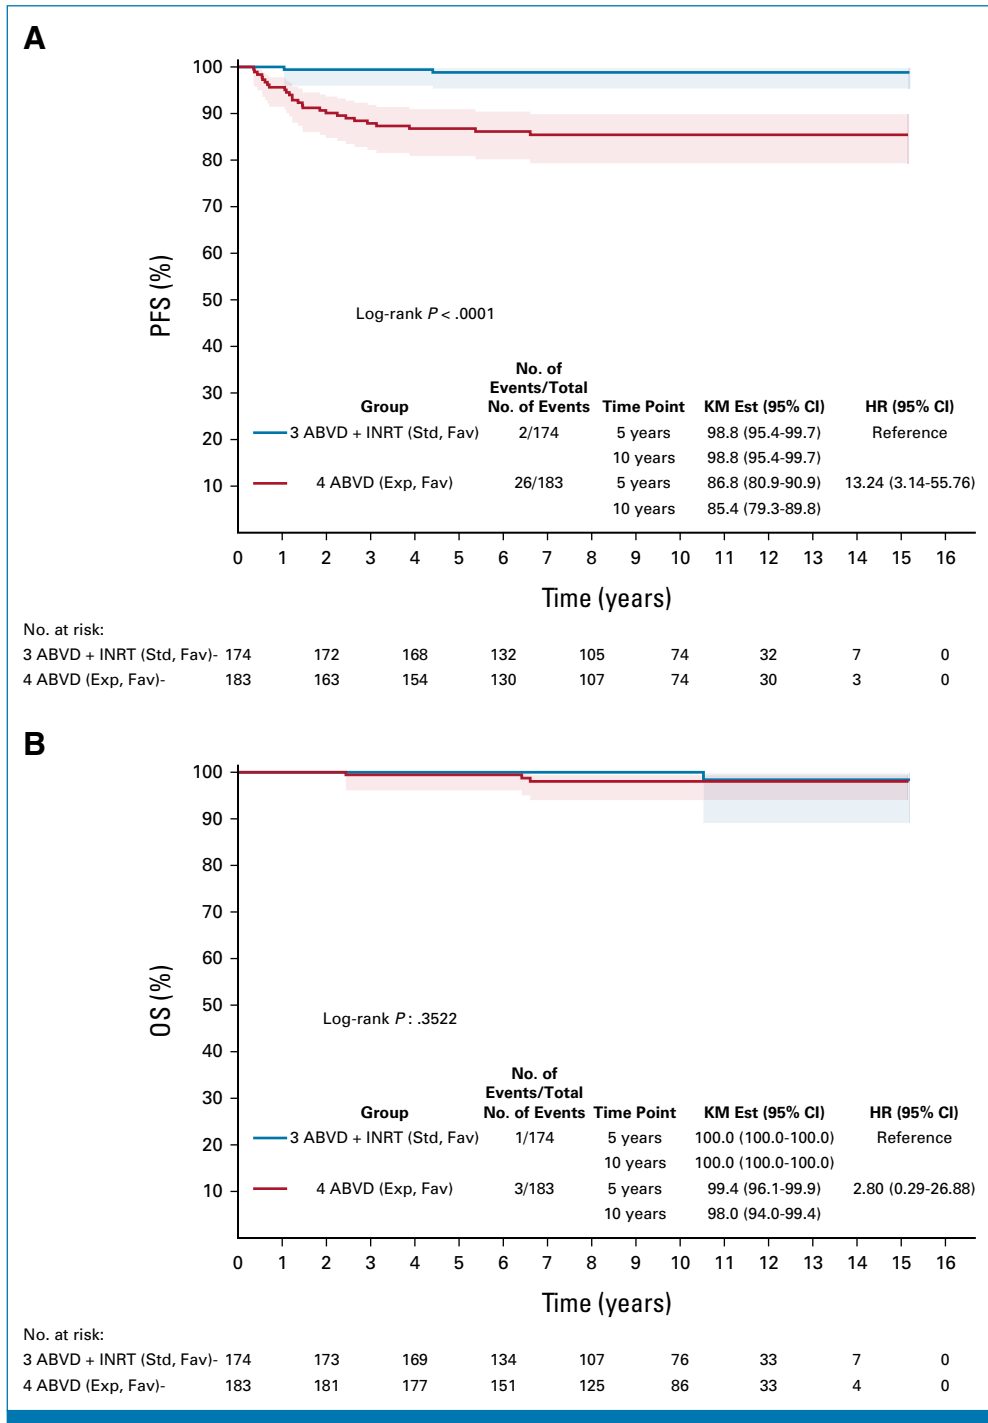 A
100
90
80
70
60
50
40
30
20
10
PFS (%)
Log-rank P < .0001
No. of
Events/Total
Group No. of Events Time Point KM Est (95% CI) HR (95% CI)
3 ABVD + INRT (Std, Fav) 2/174 5 years 98.8 (95.4-99.7) Reference
10 years 98.8 (95.4-99.7)
4 ABVD (Exp, Fav) 26/183 5 years 86.8 (80.9-90.9) 13.24 (3.14-55.76)
10 years 85.4 (79.3-89.8)
0 1 2 3 4 5 6 7 8 9 10 11 12 13 14 15 16
Time (years)
No. at risk:
3 ABVD + INRT (Std, Fav)- 174 172 168 132 105 74 32 7 0
4 ABVD (Exp, Fav)- 183 163 154 130 107 74 30 3 0
B
100
90
80
70
60
50
40
30
20
10
OS (%)
Log-rank P : .3522
No. of
Events/Total
Group No. of Events Time Point KM Est (95% CI) HR (95% CI)
3 ABVD + INRT (Std, Fav) 1/174 5 years 100.0 (100.0-100.0) Reference
10 years 100.0 (100.0-100.0)
4 ABVD (Exp, Fav) 3/183 5 years 99.4 (96.1-99.9) 2.80 (0.29-26.88)
10 years 98.0 (94.0-99.4)
0 1 2 3 4 5 6 7 8 9 10 11 12 13 14 15 16
Time (years)
No. at risk:
3 ABVD + INRT (Std, Fav)- 174 173 169 134 107 76 33 7 0
4 ABVD (Exp, Fav)- 183 181 177 151 125 86 33 4 0